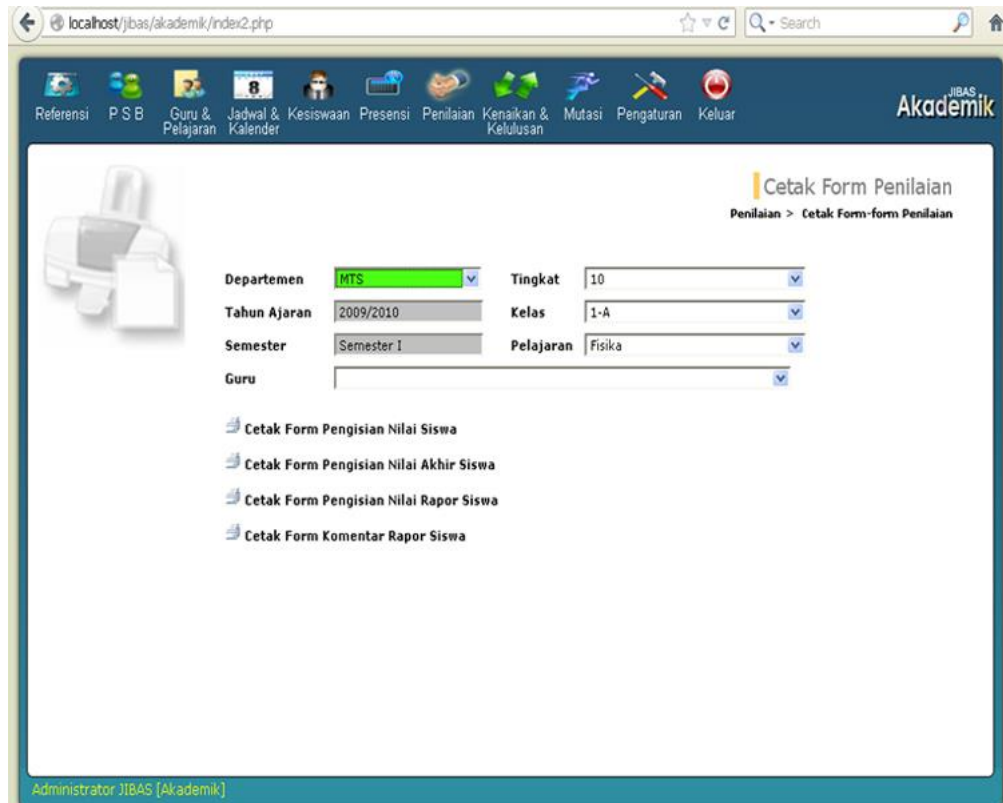 localhost/jibas/akademik/index2.php
Search
Referensi
P S B
Guru & Pelajaran
8
Jadwal & Kalender
Kesiswaan
Presensi
Penilaian
Kenaikan & Kelulusan
Mutasi
Pengaturan
Keluar
JIBAS
Akademik
Cetak Form Penilaian
Penilaian > Cetak Form-form Penilaian
Departemen MTS Tingkat 10
Tahun Ajaran 2009/2010 Kelas 1-A
Semester Semester I Pelajaran Fisika
Guru
Cetak Form Pengisian Nilai Siswa
Cetak Form Pengisian Nilai Akhir Siswa
Cetak Form Pengisian Nilai Rapor Siswa
Cetak Form Komentar Rapor Siswa
Administrator JIBAS [Akademik]